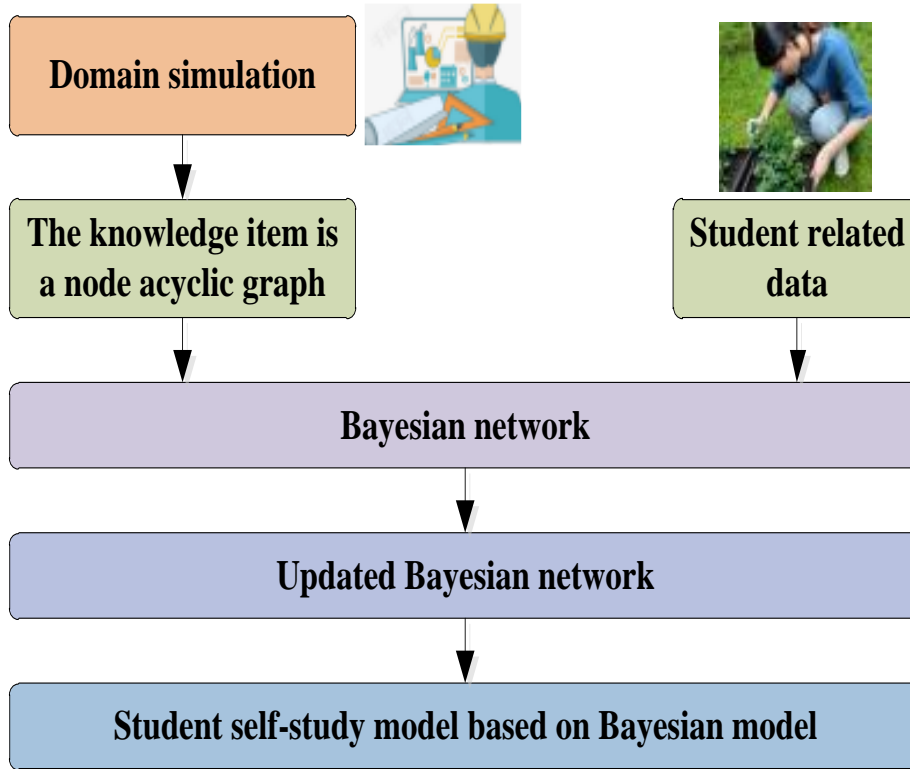 Domain simulation
The knowledge item is
a node acyclic graph
Student related
data
Bayesian network
Updated Bayesian network
Student self-study model based on Bayesian model